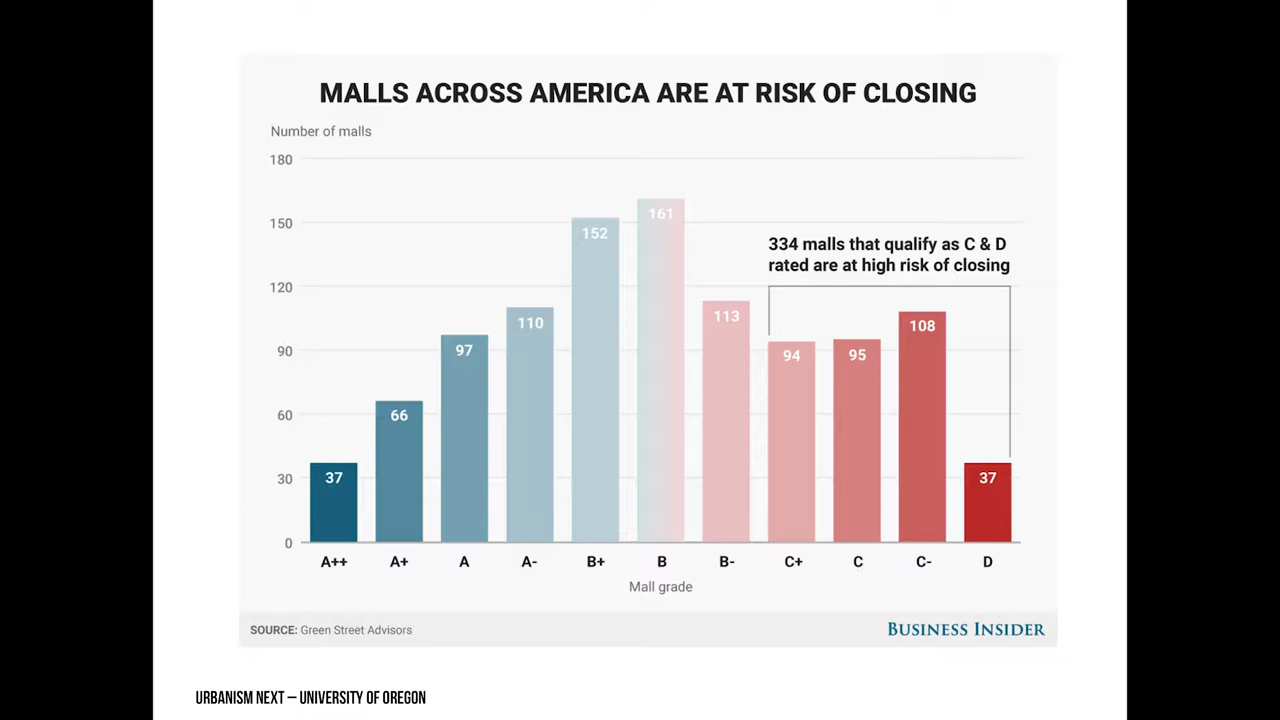 MALLS ACROSS AMERICA ARE AT RISK OF CLOSING
Number of malls
180
150
120
90
60
30
0
334 malls that qualify as C & D
rated are at high risk of closing
37
66
97
110
152
161
113
94
95
108
37
A++
A+
A
A-
B+
B
B-
C+
C
C-
D
Mall grade
SOURCE: Green Street Advisors
BUSINESS INSIDER
URBANISM NEXT — UNIVERSITY OF OREGON